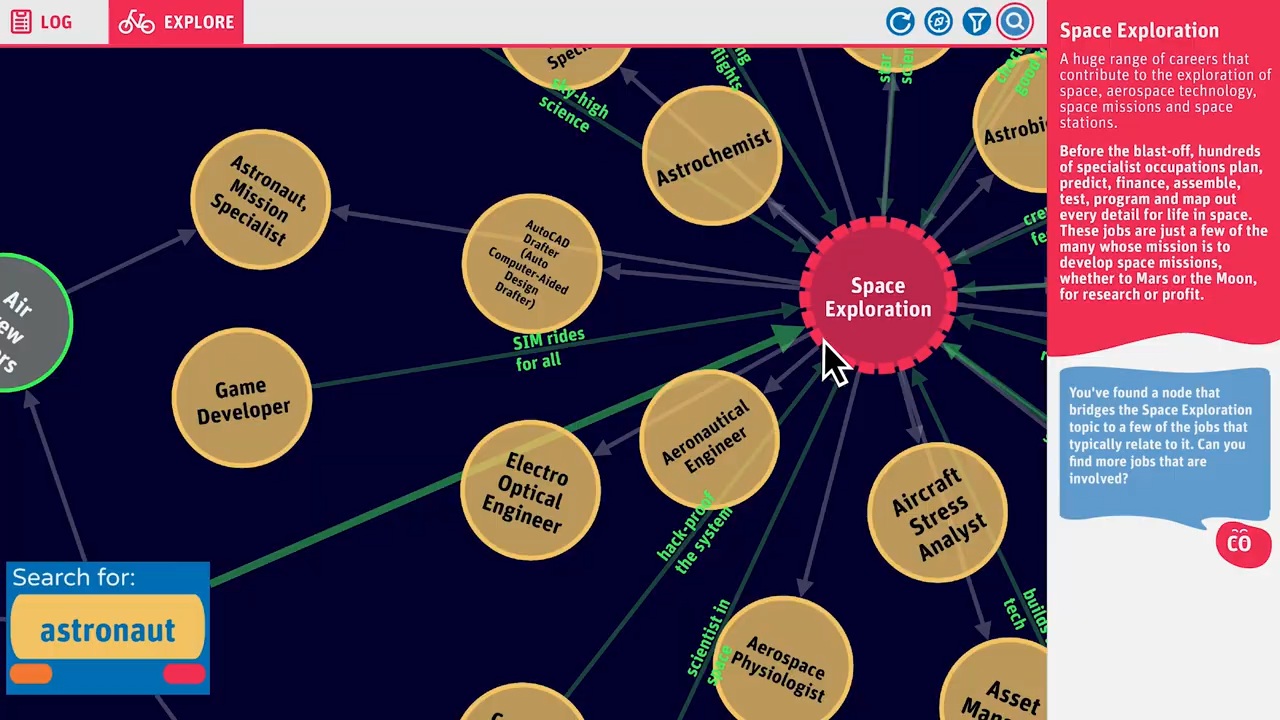 LOG
EXPLORE
Space Exploration
A huge range of careers that
contribute to the exploration of
space, aerospace technology,
space missions and space
stations.
Before the blast-off, hundreds
of specialist occupations plan,
predict, finance, assemble,
test, program and map out
every detail for life in space.
These jobs are just a few of the
many whose mission is to
develop space missions,
whether to Mars or the Moon,
for research or profit.
You've found a node that
bridges the Space Exploration
topic to a few of the jobs that
typically relate to it. Can you
find more jobs that are
involved?
CO
sky-high
science
flights
star
Astrochemist
Astronaut,
Mission
Specialist
AutoCAD
Drafter
(Auto
Computer-Aided
Design
Drafter)
Space
Exploration
Air
SIM rides
for all
Game
Developer
Aeronautical
Engineer
Electro
Optical
Engineer
Aircraft
Stress
Analyst
hack-proof
the system
scientist in
space
Aerospace
Physiologist
builds
tech
Asset
Search for:
astronaut